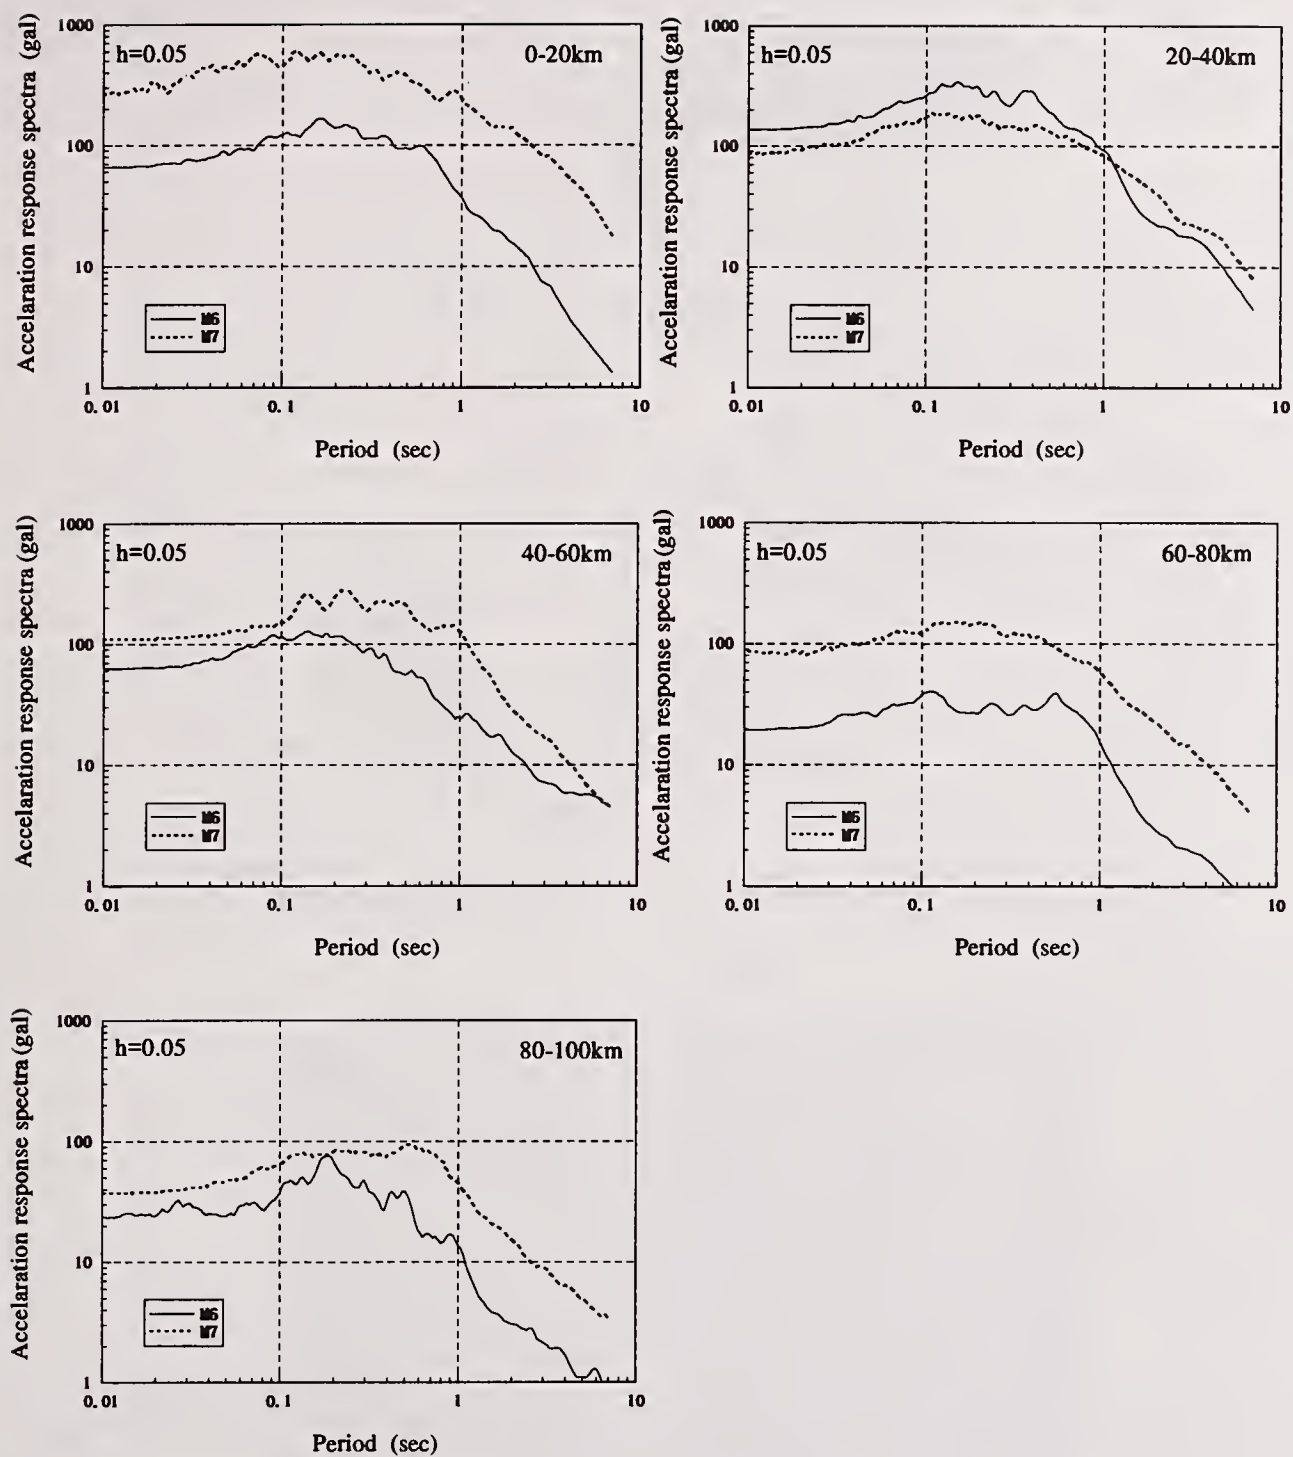 Accelaration response spectra (gal)
1000
100
10
1
h=0.05
0-20km
M6
M7
0.01
0.1
1
10
Period (sec)
Accelaration response spectra (gal)
1000
100
10
1
h=0.05
20-40km
M6
M7
0.01
0.1
1
10
Period (sec)
Accelaration response spectra (gal)
1000
100
10
1
h=0.05
40-60km
M6
M7
0.01
0.1
1
10
Period (sec)
Accelaration response spectra (gal)
1000
100
10
1
h=0.05
60-80km
M6
M7
0.01
0.1
1
10
Period (sec)
Accelaration response spectra (gal)
1000
100
10
1
h=0.05
80-100km
M6
M7
0.01
0.1
1
10
Period (sec)